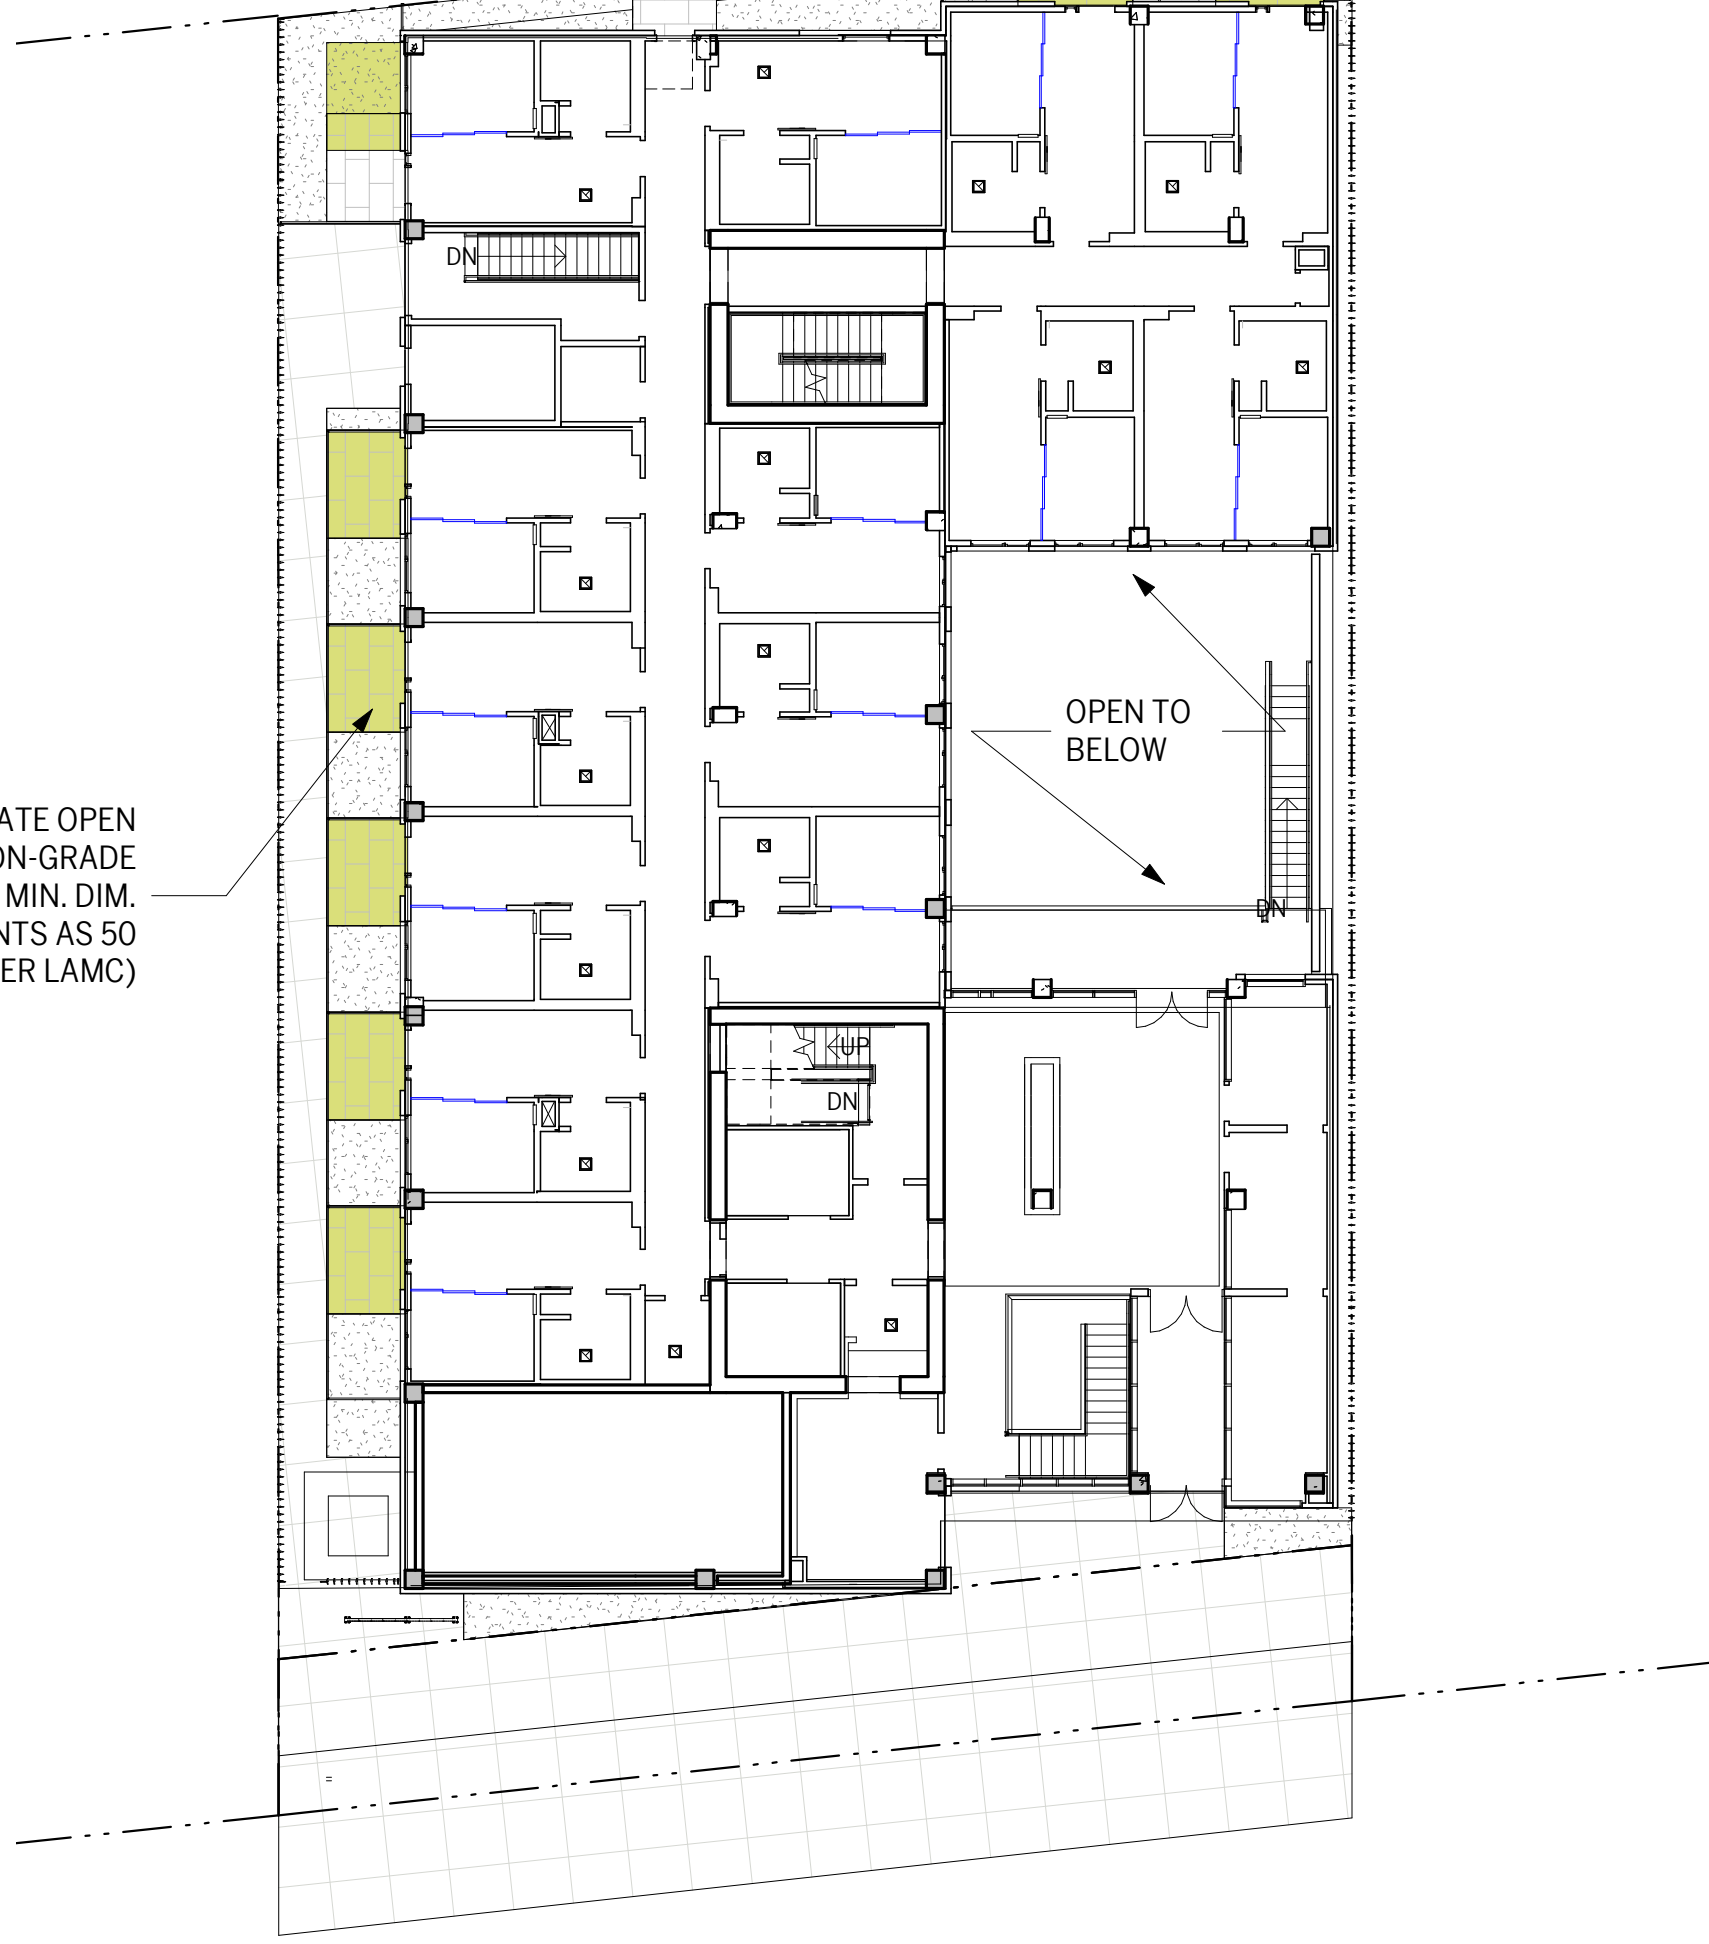 DN
OPEN TO
BELOW
ATE OPEN
ON-GRADE
MIN. DIM.
NTS AS 50
ER LAMC)
DN
UP
DN